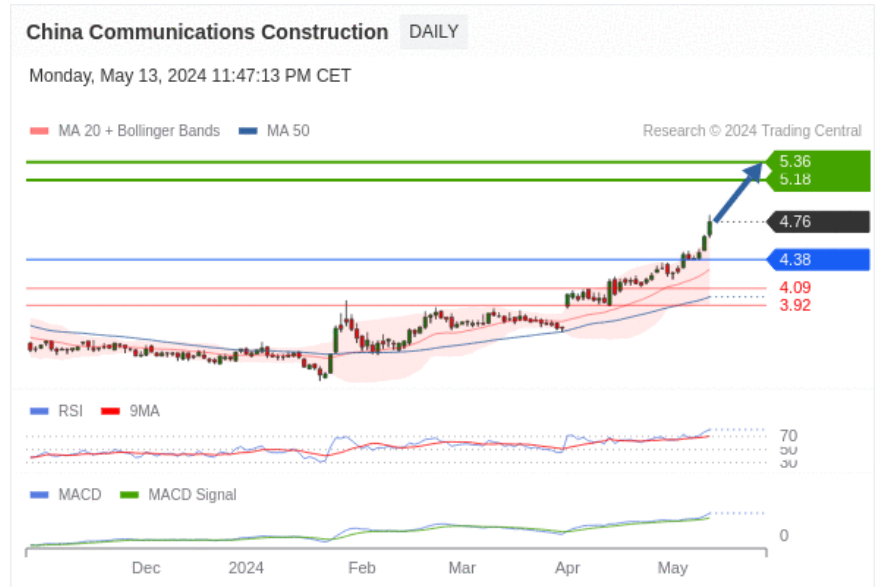 China Communications Construction DAILY
Monday, May 13, 2024 11:47:13 PM CET
MA 20 + Bollinger Bands MA 50 Research © 2024 Trading Central
5.36
5.18
4.76
4.38
4.09
3.92
RSI 9MA
70
50
30
MACD MACD Signal
0
Dec 2024 Feb Mar Apr May